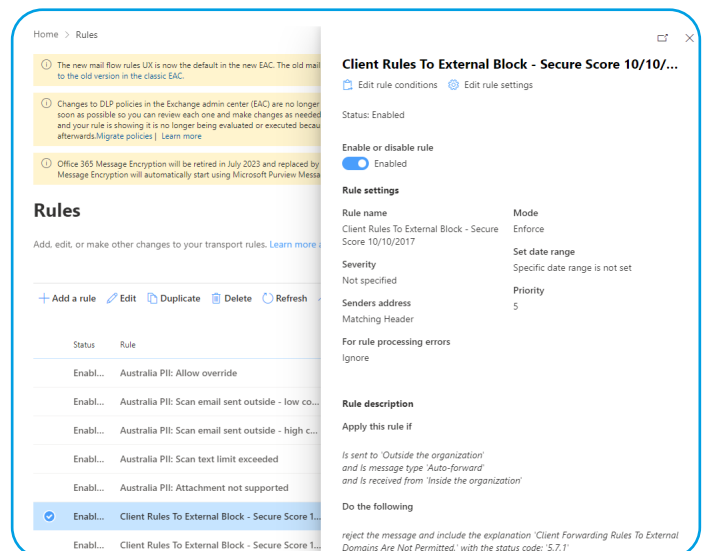 Home > Rules
The new mail flow rules UX is now the default in the new EAC. The old mail
to the old version in the classic EAC.
Changes to DLP policies in the Exchange admin center (EAC) are no longer
soon as possible so you can review each one and make changes as needed
and your rule is showing it is no longer being evaluated or executed becau
afterwards.Migrate policies | Learn more
Office 365 Message Encryption will be retired in July 2023 and replaced by
Message Encryption will automatically start using Microsoft Purview Messa
Rules
Add, edit, or make other changes to your transport rules. Learn more a
Add a rule Edit Duplicate Delete Refresh
Status Rule
Enabl... Australia PII: Allow override
Enabl... Australia PII: Scan email sent outside - low co...
Enabl... Australia PII: Scan email sent outside - high c...
Enabl... Australia PII: Scan text limit exceeded
Enabl... Australia PII: Attachment not supported
Enabl... Client Rules To External Block - Secure Score 1...
Enabl... Client Rules To External Block - Secure Score 1...
Client Rules To External Block - Secure Score 10/10/...
Edit rule conditions Edit rule settings
Status: Enabled
Enable or disable rule
Enabled
Rule settings
Rule name
Client Rules To External Block - Secure
Score 10/10/2017
Severity
Not specified
Senders address
Matching Header
For rule processing errors
Ignore
Mode
Enforce
Set date range
Specific date range is not set
Priority
5
Rule description
Apply this rule if
Is sent to 'Outside the organization'
and Is message type 'Auto-forward'
and Is received from 'Inside the organization'
Do the following
reject the message and include the explanation 'Client Forwarding Rules To External
Domains Are Not Permitted.' with the status code: '5.7.1'